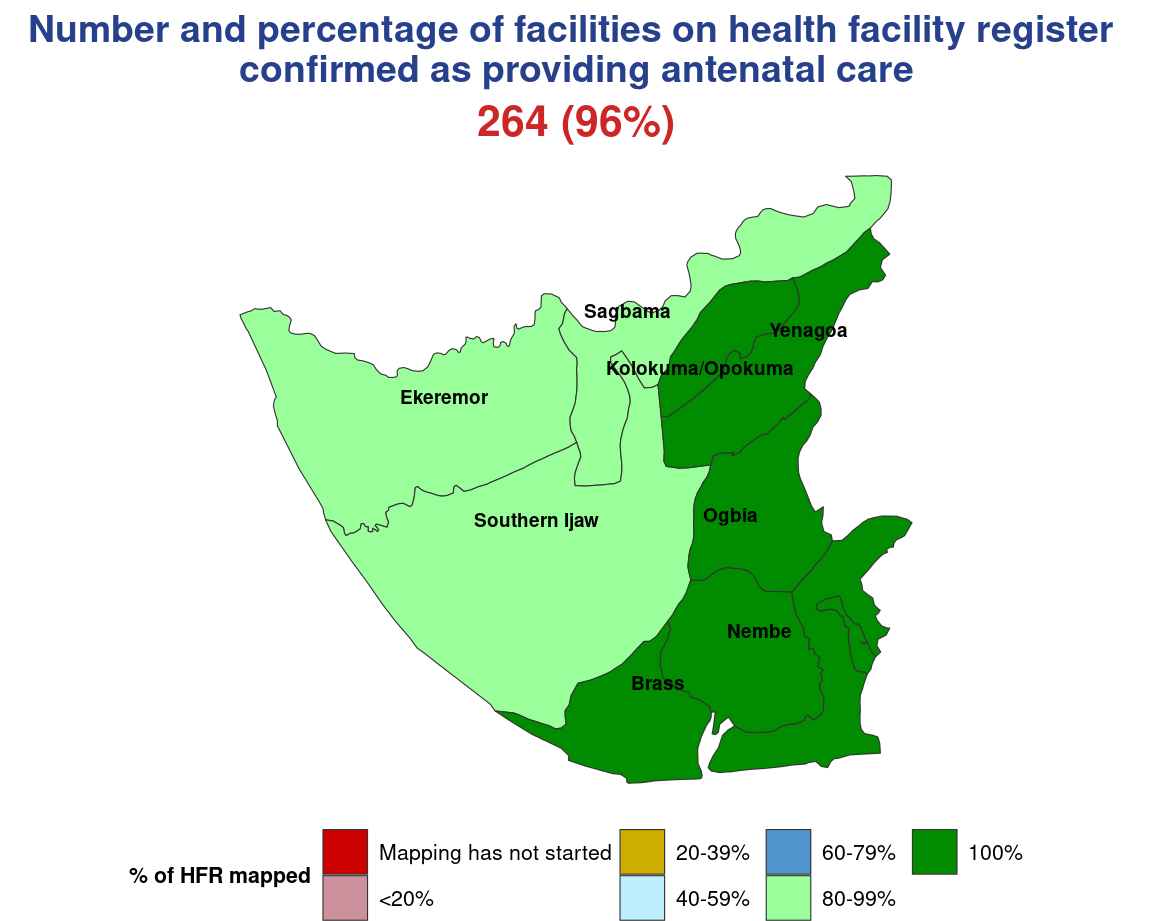 Number and percentage of facilities on health facility register
confirmed as providing antenatal care
264 (96%)
Sagbama
Yenagoa
Kolokuma/Opokuma
Ekeremor
Ogbia
Southern Ijaw
Nembe
Brass
% of HFR mapped
Mapping has not started
<20%
20-39%
40-59%
60-79%
80-99%
100%